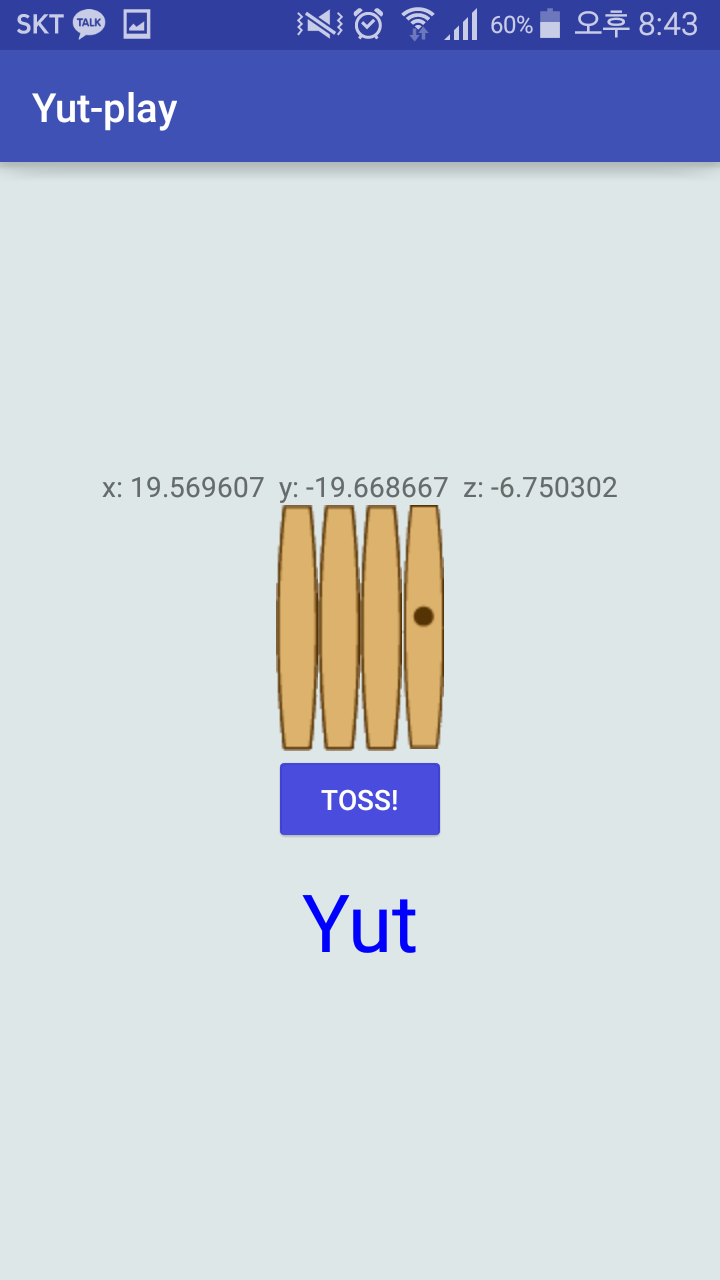 SKT TALK 60% 오후 8:43
Yut-play
x: 19.569607 y: -19.668667 z: -6.750302
TOSS!
Yut